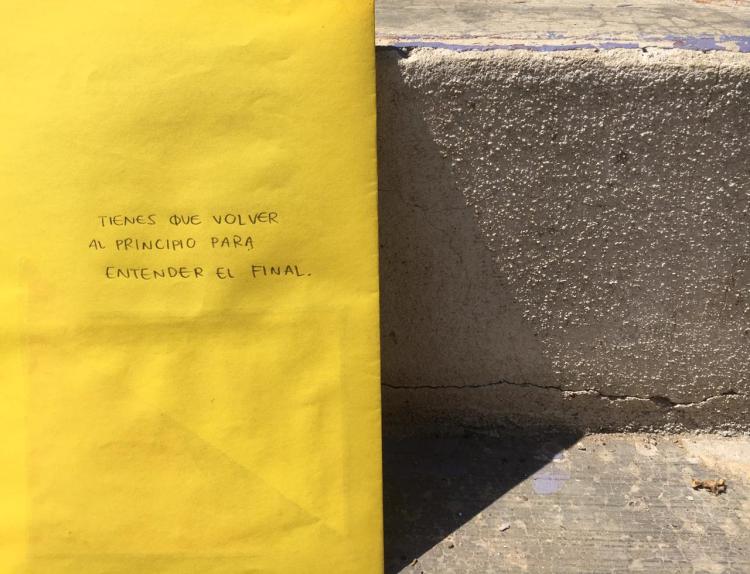 TIENES QUE VOLVER
AL PRINCIPIO PARA
ENTENDER EL FINAL.